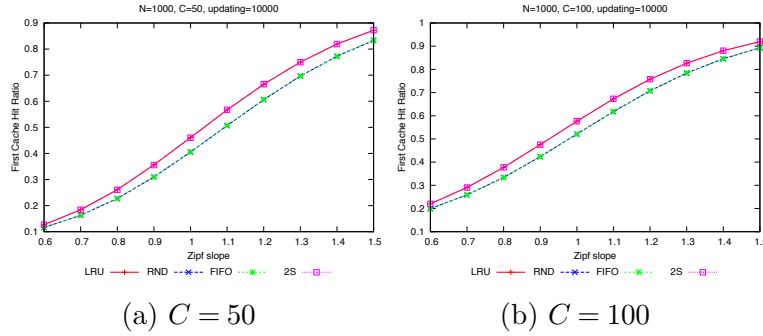 N=1000, C=50, updating=10000
First Cache Hit Ratio
0.9
0.8
0.7
0.6
0.5
0.4
0.3
0.2
0.1
0.6 0.7 0.8 0.9 1 1.1 1.2 1.3 1.4 1.5
Zipf slope
LRU RND FIFO 2S
(a) C = 50
N=1000, C=100, updating=10000
First Cache Hit Ratio
1
0.9
0.8
0.7
0.6
0.5
0.4
0.3
0.2
0.1
0.6 0.7 0.8 0.9 1 1.1 1.2 1.3 1.4 1.5
Zipf slope
LRU RND FIFO 2S
(b) C = 100